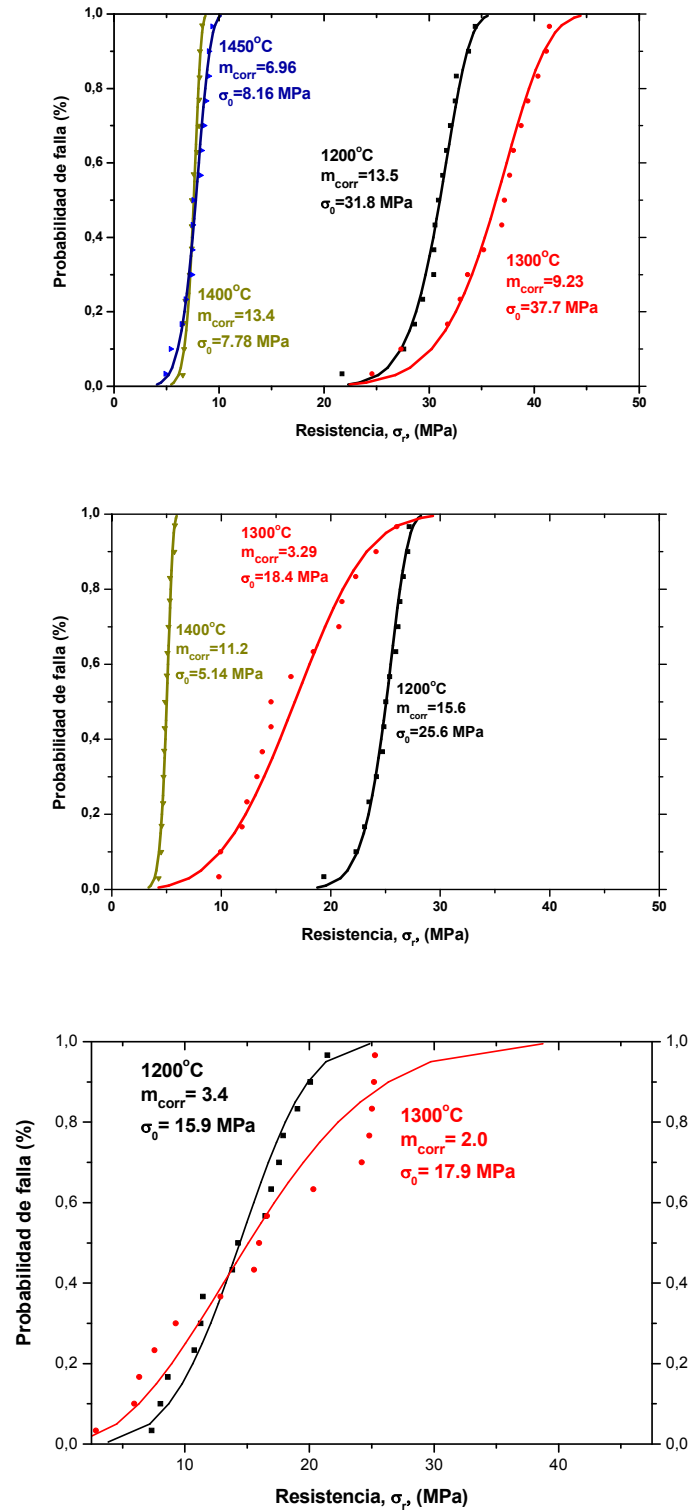 1,0
0,8
0,6
0,4
0,2
0,0
Probabilidad de falla (%)
1450°C
m_corr=6.96
σ_0=8.16 MPa
1200°C
m_corr=13.5
σ_0=31.8 MPa
1300°C
m_corr=9.23
σ_0=37.7 MPa
1400°C
m_corr=13.4
σ_0=7.78 MPa
0 10 20 30 40 50
Resistencia, σ_r, (MPa)
1,0
0,8
0,6
0,4
0,2
0,0
Probabilidad de falla (%)
1300°C
m_corr=3.29
σ_0=18.4 MPa
1400°C
m_corr=11.2
σ_0=5.14 MPa
1200°C
m_corr=15.6
σ_0=25.6 MPa
0 10 20 30 40 50
Resistencia, σ_r, (MPa)
1,0
0,8
0,6
0,4
0,2
0,0
Probabilidad de falla (%)
1200°C
m_corr= 3.4
σ_0= 15.9 MPa
1300°C
m_corr= 2.0
σ_0= 17.9 MPa
1,0
0,8
0,6
0,4
0,2
0,0
10 20 30 40
Resistencia, σ_r, (MPa)